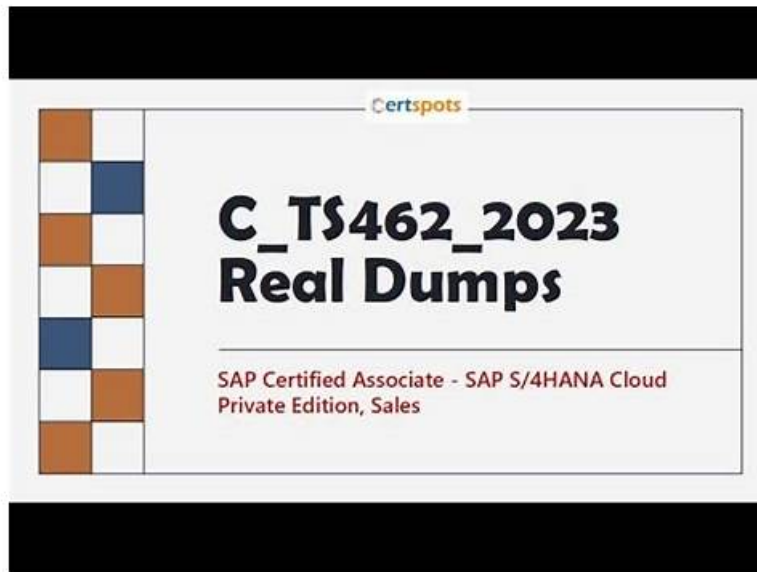 Certspots
C_TS462_2023
Real Dumps
SAP Certified Associate - SAP S/4HANA Cloud
Private Edition, Sales